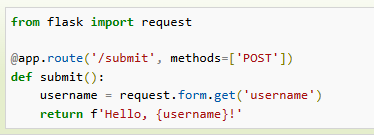 from flask import request

@app.route('/submit', methods=['POST'])
def submit():
    username = request.form.get('username')
    return f'Hello, {username}!'